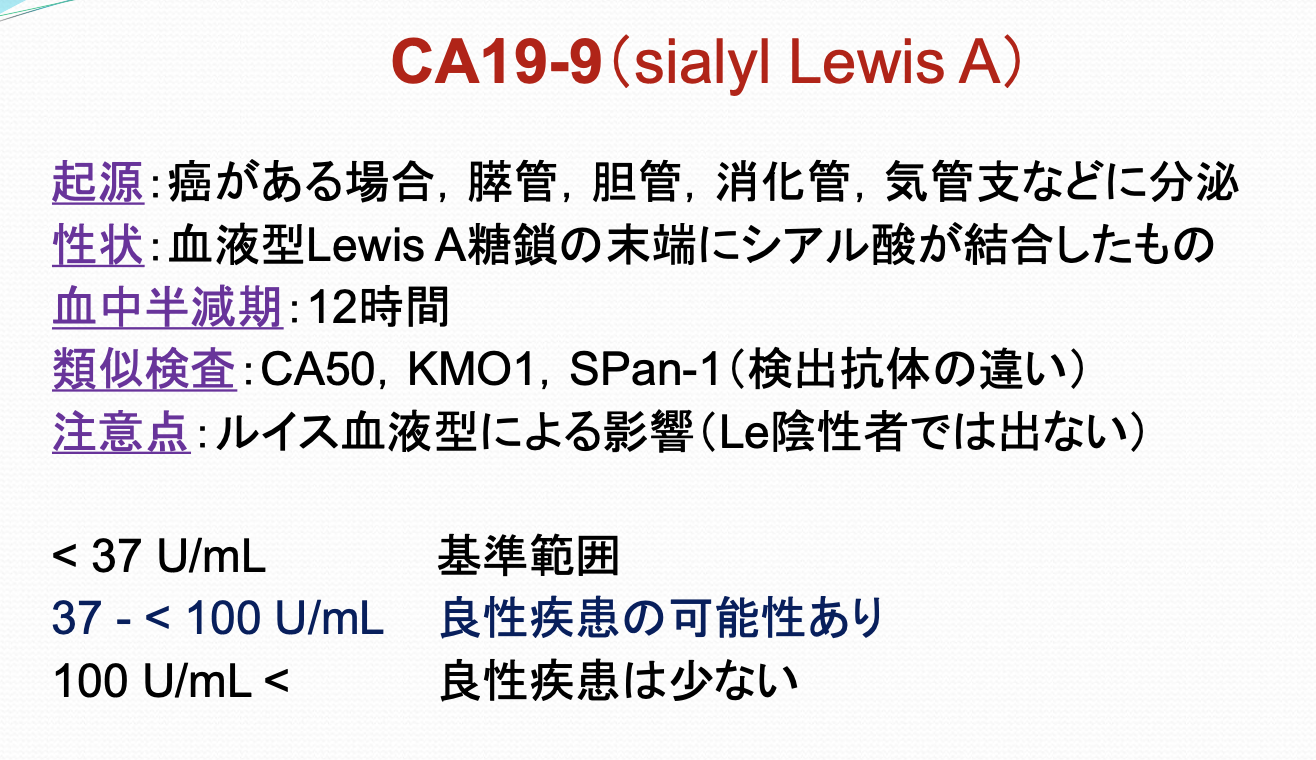 CA19-9（sialyl Lewis A）
起源：癌がある場合，膵管，胆管，消化管，気管支などに分泌
性状：血液型Lewis A糖鎖の末端にシアル酸が結合したもの
血中半減期：12時間
類似検査：CA50，KMO1，SPan-1（検出抗体の違い）
注意点：ルイス血液型による影響（Le陰性者では出ない）
< 37 U/mL 基準範囲
37 - < 100 U/mL 良性疾患の可能性あり
100 U/mL < 良性疾患は少ない